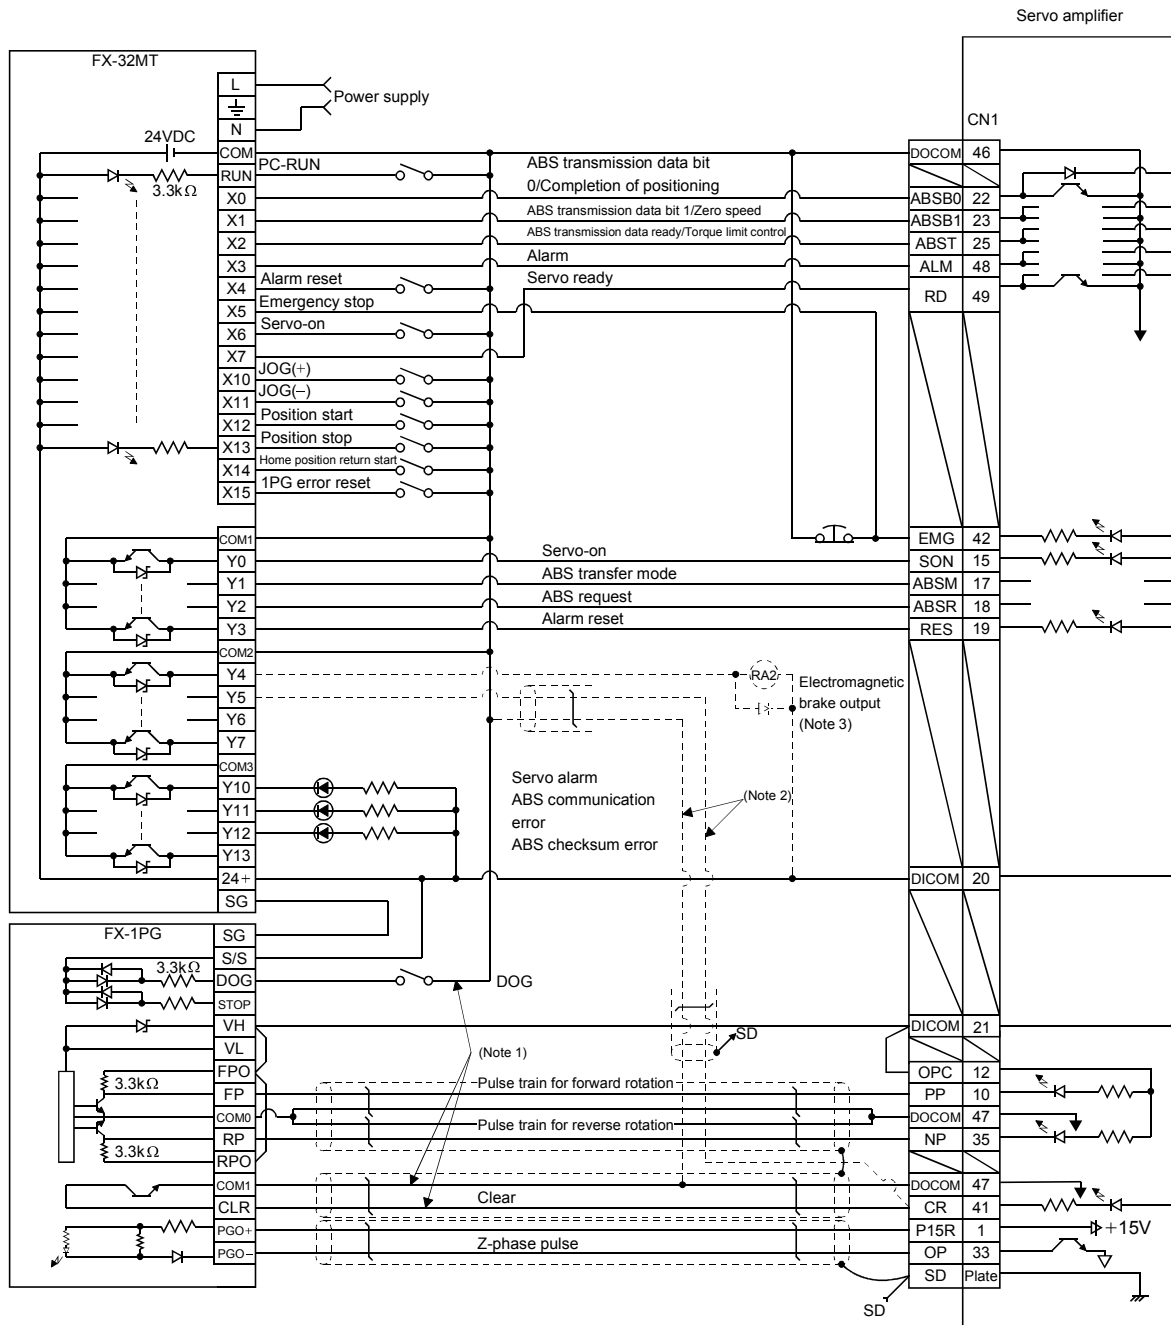 Servo amplifier
FX-32MT
L
N
Power supply
CN1
24VDC
COM
DOCOM 46
RUN
3.3kΩ
PC-RUN
ABS transmission data bit
0/Completion of positioning
X0
ABSB0 22
X1
ABS transmission data bit 1/Zero speed
ABSB1 23
X2
ABS transmission data ready/Torque limit control
ABST 25
X3
Alarm
ALM 48
X4
Alarm reset
Servo ready
RD 49
X5
Emergency stop
X6
Servo-on
X7
X10
JOG(+)
X11
JOG(−)
X12
Position start
X13
Position stop
X14
Home position return start
X15
1PG error reset
COM1
EMG 42
Y0
Servo-on
SON 15
Y1
ABS transfer mode
ABSM 17
Y2
ABS request
ABSR 18
Y3
Alarm reset
RES 19
COM2
Y4
RA2
Electromagnetic
brake output
(Note 3)
Y5
Y6
Y7
COM3
Y10
Servo alarm
Y11
ABS communication
error
(Note 2)
Y12
ABS checksum error
Y13
24+
DICOM 20
SG
FX-1PG
SG
S/S
3.3kΩ
DOG
DOG
STOP
VH
DICOM 21
SD
VL
(Note 1)
FPO
OPC 12
3.3kΩ
FP
Pulse train for forward rotation
PP 10
COM0
DOCOM 47
RP
Pulse train for reverse rotation
NP 35
3.3kΩ
RPO
COM1
DOCOM 47
CLR
Clear
CR 41
PGO+
P15R 1
+15V
PGO−
Z-phase pulse
OP 33
SD Plate
SD